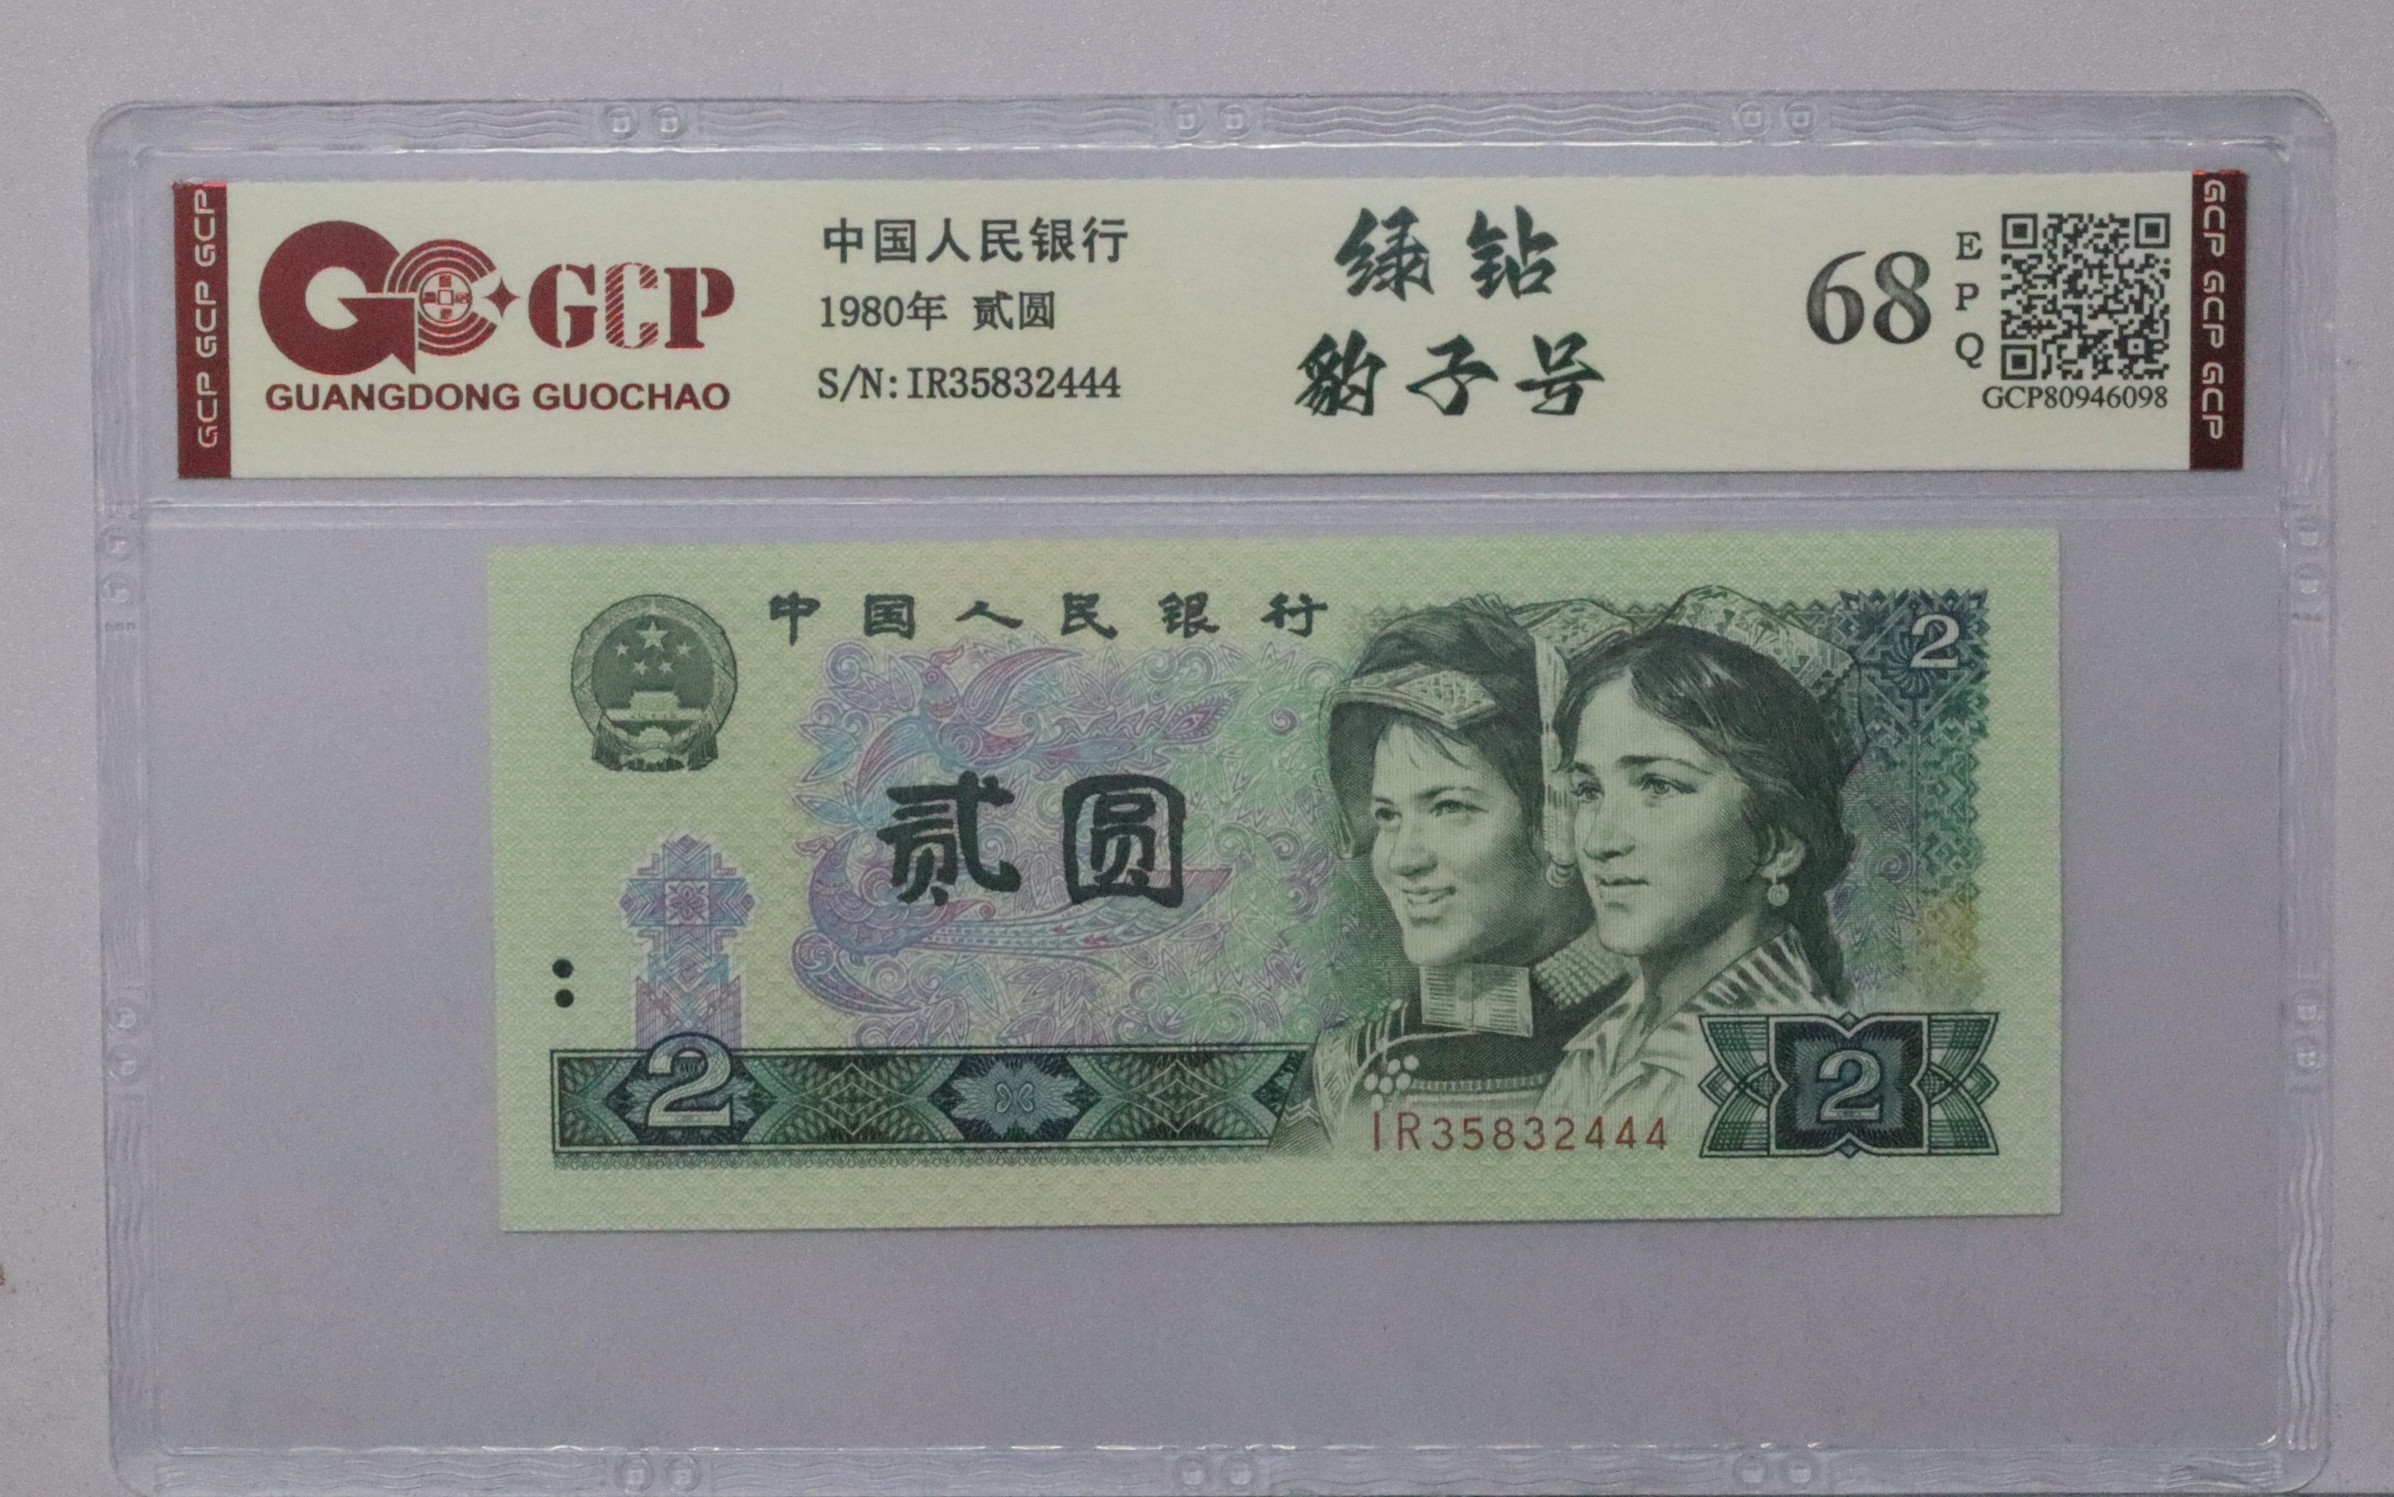 GCP GCP GCP
GCP
GUANGDONG GUOCHAO
中国人民银行
1980年 贰圆
S/N:IR35832444
绿钻
豹子号
68
EPQ
GCP80946098
GCP GCP GCP
中国人民银行
2
贰圆
2
IR35832444
2